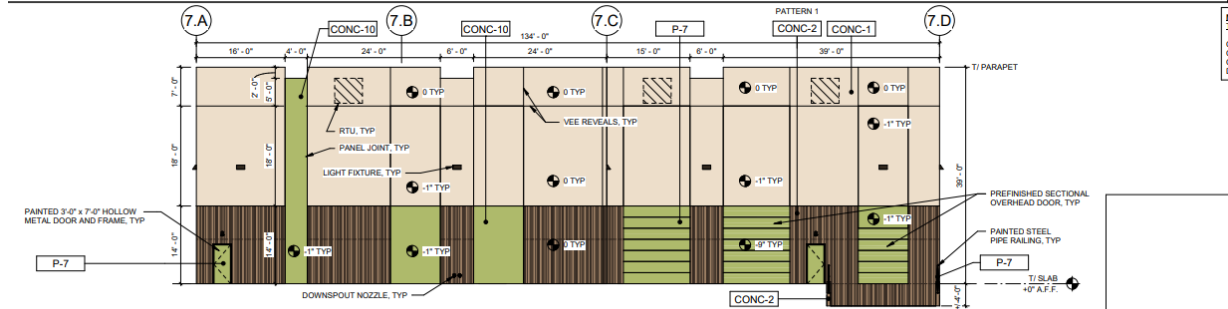 7.A
7.B
7.C
7.D
PATTERN 1
CONC-10
CONC-10
P-7
CONC-2
CONC-1
134' - 0"
16' - 0"
4' - 0"
24' - 0"
6' - 0"
24' - 0"
15' - 0"
6' - 0"
39' - 0"
T/ PARAPET
7' - 0"
2' - 0"
5' - 0"
0 TYP
0 TYP
0 TYP
0 TYP
RTU, TYP
VEE REVEALS, TYP
-1" TYP
PANEL JOINT, TYP
18' - 0"
18' - 0"
LIGHT FIXTURE, TYP
-1" TYP
0 TYP
-1" TYP
39' - 0"
PREFINISHED SECTIONAL
OVERHEAD DOOR, TYP
PAINTED 3'-0" x 7'-0" HOLLOW
METAL DOOR AND FRAME, TYP
-1" TYP
PAINTED STEEL
PIPE RAILING, TYP
14' - 0"
14' - 0"
-1" TYP
-1" TYP
0 TYP
-9" TYP
P-7
P-7
DOWNSPOUT NOZZLE, TYP
CONC-2
T/ SLAB
+0" A.F.F.